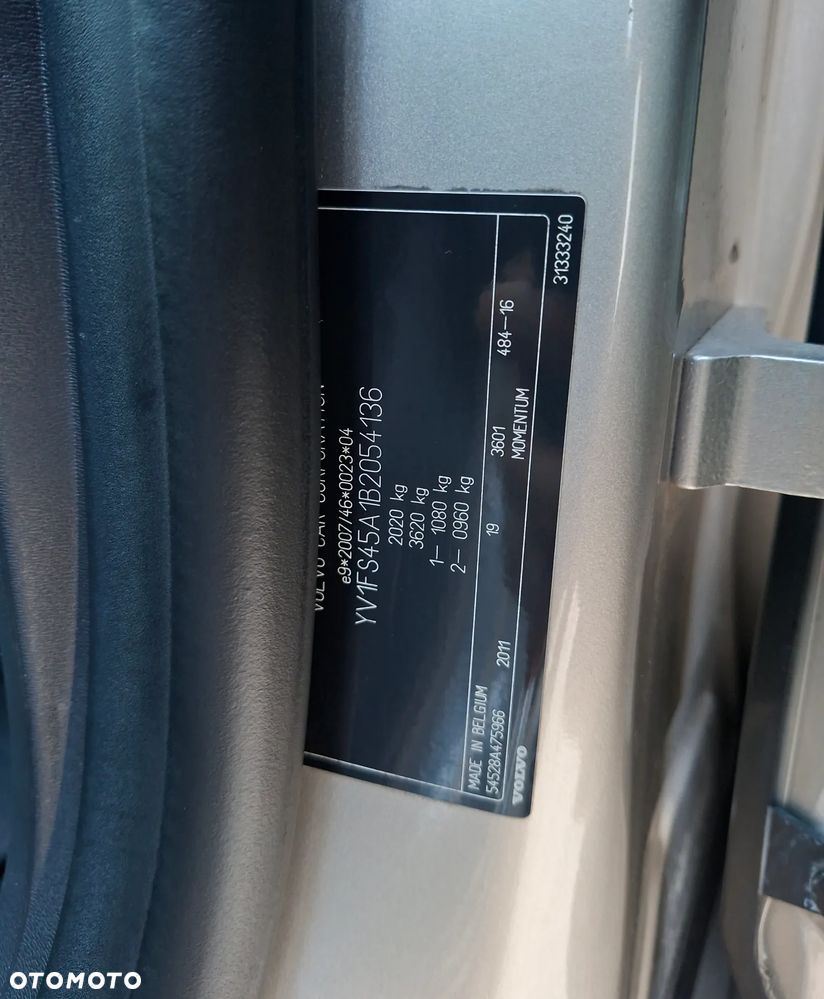 VOLVO CAR CORPORATION
e9*2007/46*0023*04
YV1FS45A1B2054136
2020 kg
3620 kg
1– 1080 kg
2– 0960 kg
MADE IN BELGIUM
54528A475966 19 3601 484–16
2011 MOMENTUM
VOLVO 31333240
OTOMOTO